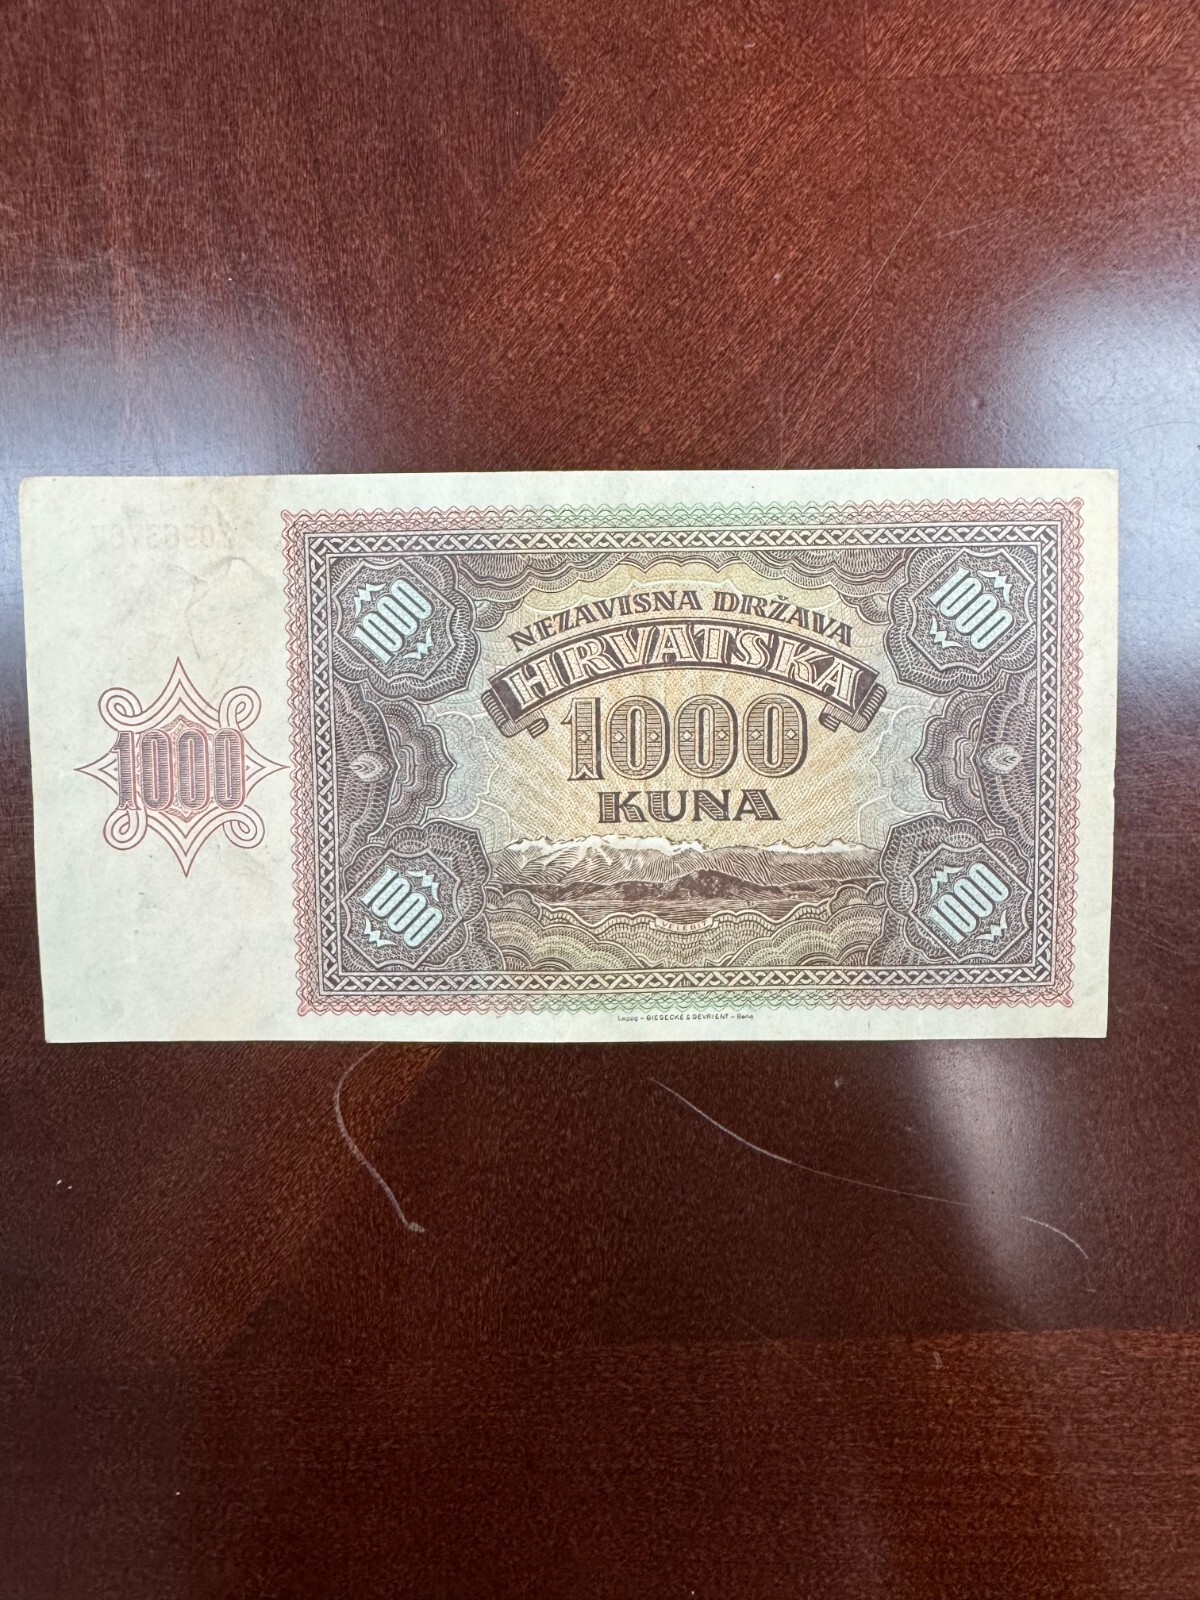 1000
1000
NEZAVISNA DRŽAVA
HRVATSKA
1000
1000
KUNA
1000
1000
VELEBIT
Leipzig – GIESECKE & DEVRIENT – Berlin